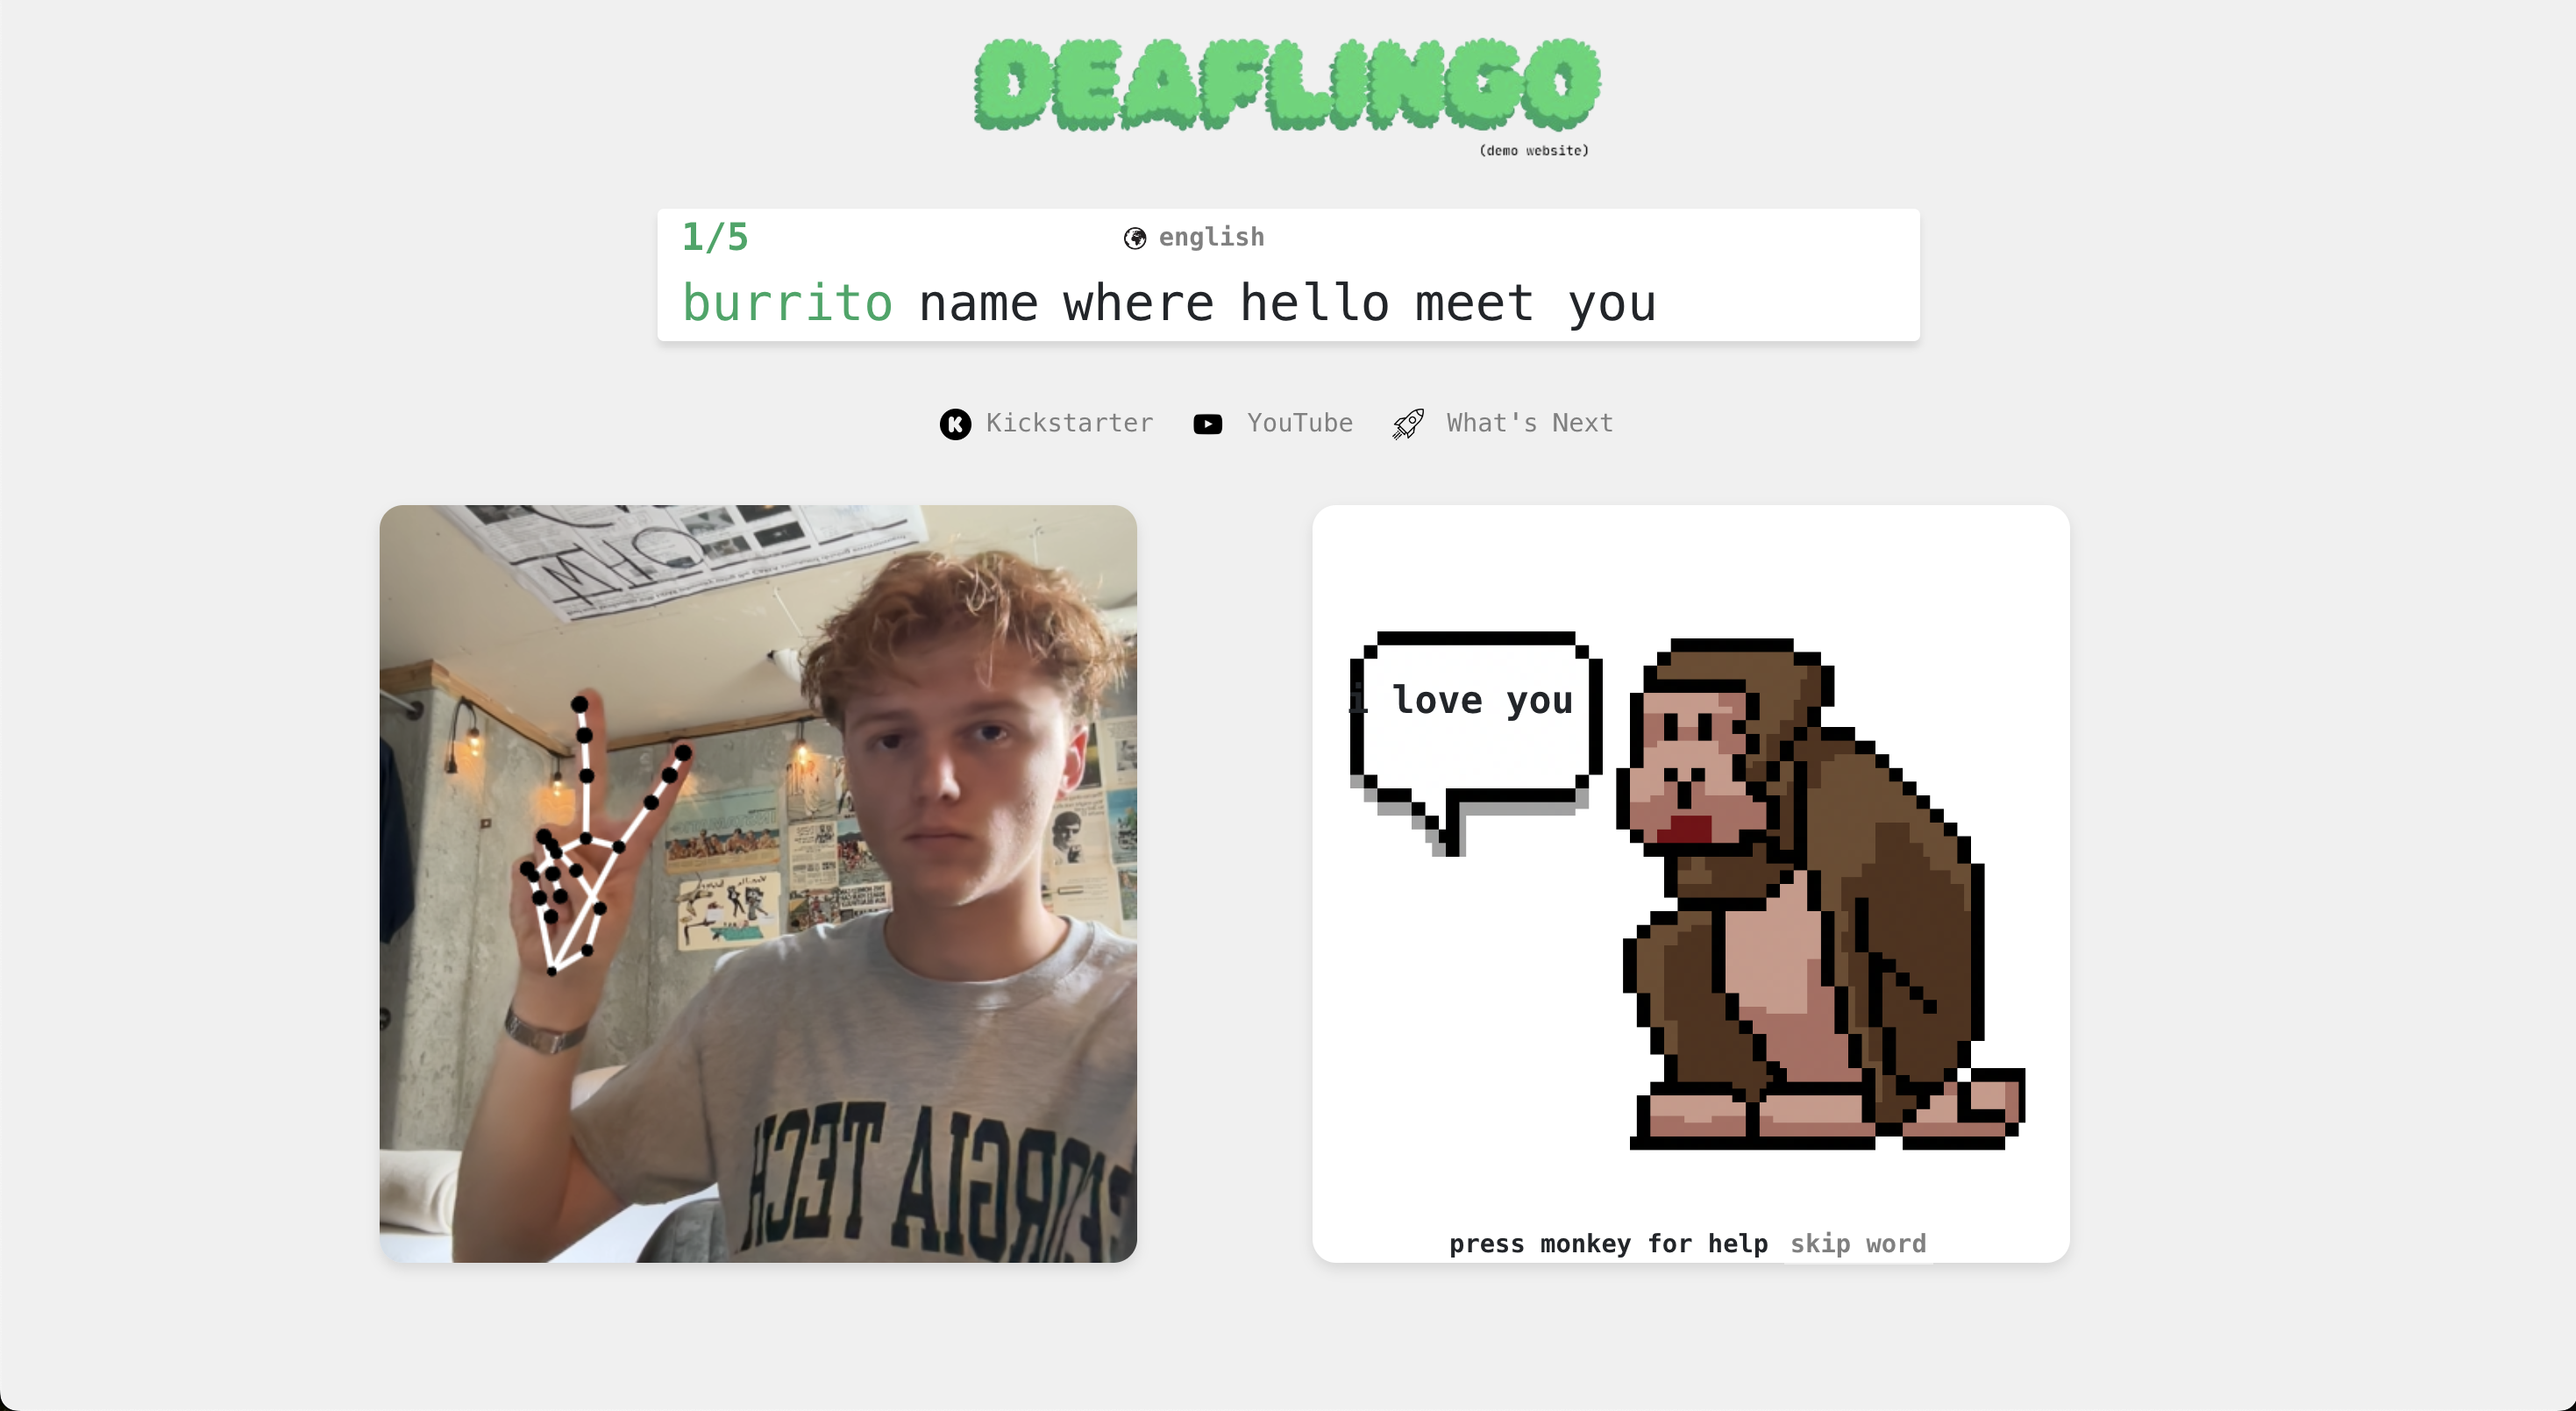 DEAFLINGO
(demo website)
1/5 english
burrito name where hello meet you
Kickstarter YouTube What's Next
OHM
i love you
GEORGIA TECH
press monkey for help skip word